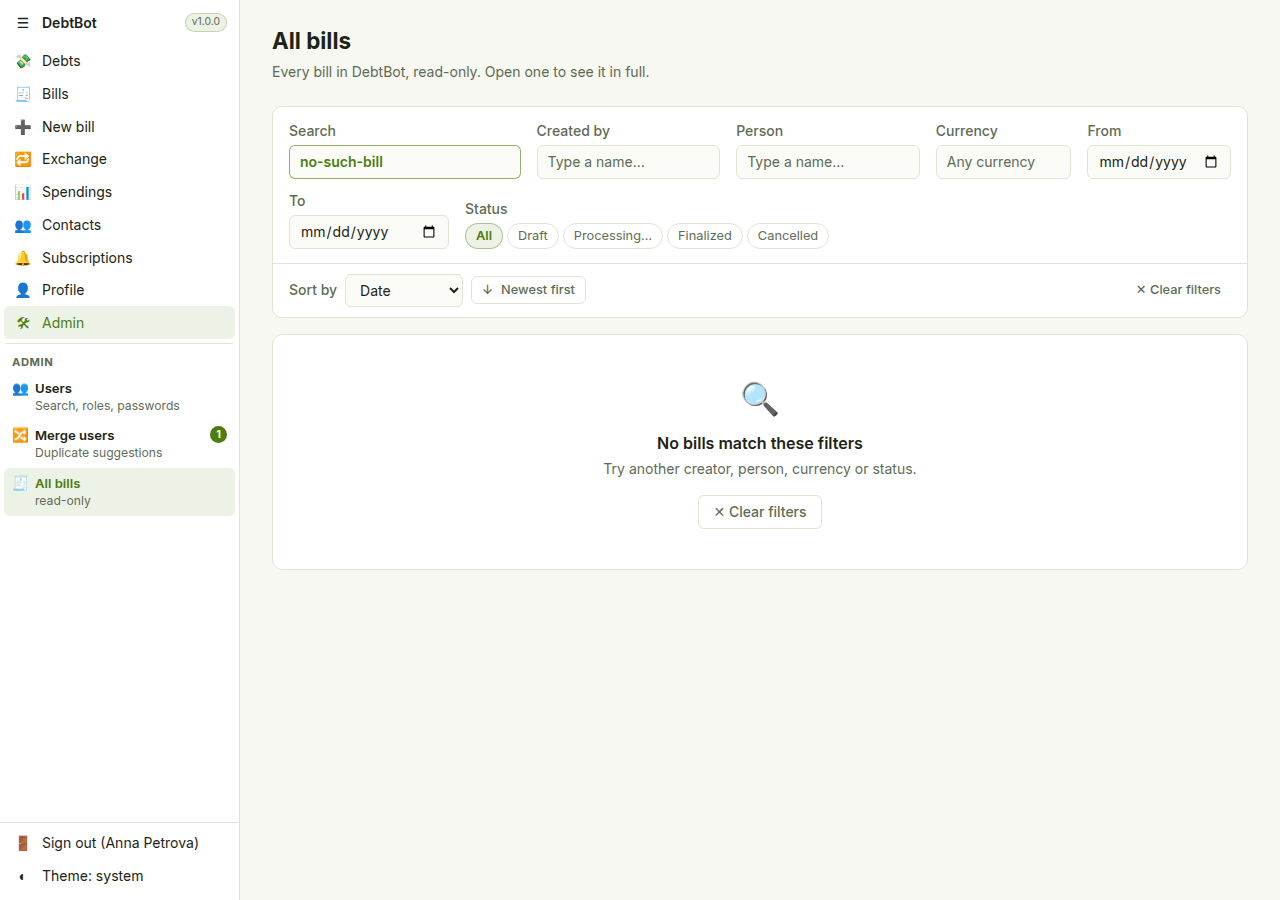 DebtBot
v1.0.0
Debts
Bills
New bill
Exchange
Spendings
Contacts
Subscriptions
Profile
Admin
ADMIN
Users
Search, roles, passwords
Merge users
1
Duplicate suggestions
All bills
read-only
Sign out (Anna Petrova)
Theme: system
All bills
Every bill in DebtBot, read-only. Open one to see it in full.
Search
Created by
Person
Currency
From
no-such-bill
Type a name...
Type a name...
Any currency
mm/dd/yyyy
To
Status
mm/dd/yyyy
All
Draft
Processing...
Finalized
Cancelled
Sort by
Date
↓ Newest first
✕ Clear filters
No bills match these filters
Try another creator, person, currency or status.
✕ Clear filters